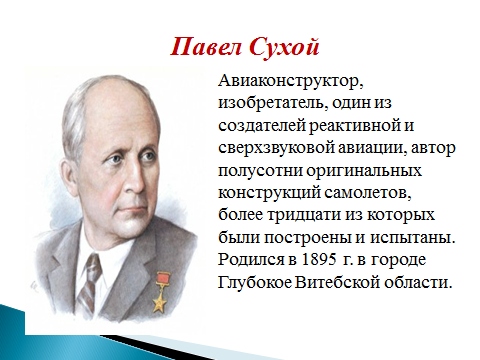 Павел Сухой
Авиаконструктор,
изобретатель, один из
создателей реактивной и
сверхзвуковой авиации, автор
полусотни оригинальных
конструкций самолетов,
более тридцати из которых
были построены и испытаны.
Родился в 1895 г. в городе
Глубокое Витебской области.